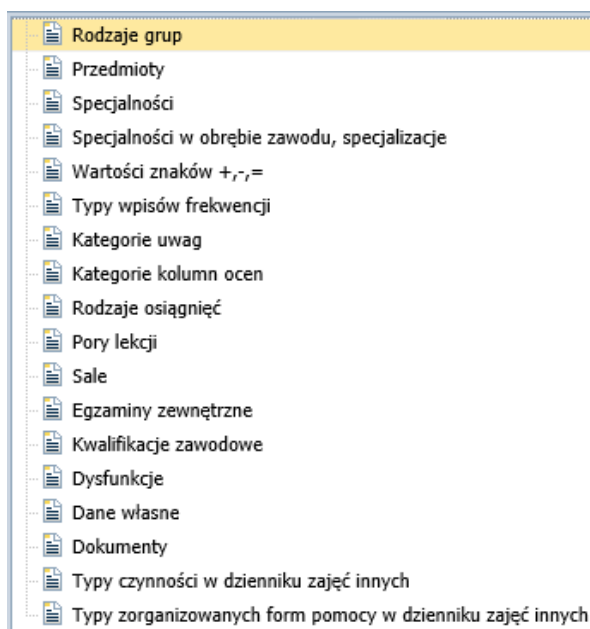 Rodzaje grup
Przedmioty
Specjalności
Specjalności w obrębie zawodu, specjalizacje
Wartości znaków +,-,=
Typy wpisów frekwencji
Kategorie uwag
Kategorie kolumn ocen
Rodzaje osiągnięć
Pory lekcji
Sale
Egzaminy zewnętrzne
Kwalifikacje zawodowe
Dysfunkcje
Dane własne
Dokumenty
Typy czynności w dzienniku zajęć innych
Typy zorganizowanych form pomocy w dzienniku zajęć innych